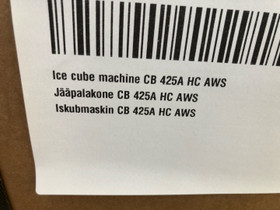 Ice cube machine CB 425A HC AWS
Jääpalakone CB 425A HC AWS
Iskubmaskin CB 425A HC AWS